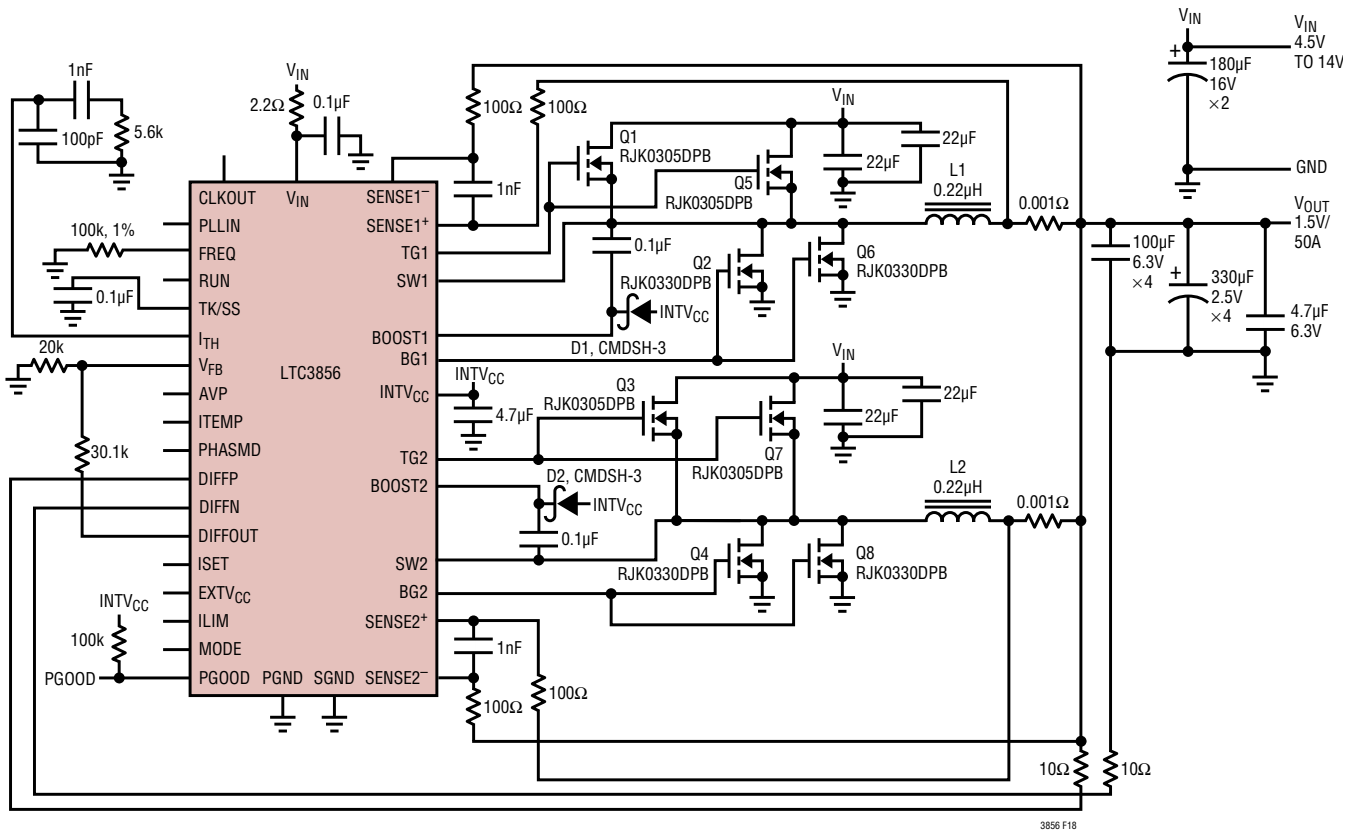 1nF
100pF
5.6k
VIN
2.2Ω
0.1µF
100Ω
100Ω
1nF
Q1
RJK0305DPB
Q5
RJK0305DPB
VIN
22µF
22µF
L1
0.22µH
0.001Ω
VIN
180µF
16V
×2
VIN
4.5V
TO 14V
GND
VOUT
1.5V/
50A
+
+
100µF
6.3V
×4
330µF
2.5V
×4
4.7µF
6.3V
100k, 1%
0.1µF
20k
30.1k
INTVCC
100k
PGOOD
CLKOUT
PLLIN
FREQ
RUN
TK/SS
ITH
VFB
AVP
ITEMP
PHASMD
DIFFP
DIFFN
DIFFOUT
ISET
EXTVCC
ILIM
MODE
PGOOD
PGND
SGND
VIN
LTC3856
SENSE1−
SENSE1+
TG1
SW1
BOOST1
BG1
INTVCC
TG2
BOOST2
SW2
BG2
SENSE2+
SENSE2−
0.1µF
Q2
RJK0330DPB
Q6
RJK0330DPB
INTVCC
D1, CMDSH-3
INTVCC
4.7µF
Q3
RJK0305DPB
Q7
RJK0305DPB
VIN
22µF
22µF
D2, CMDSH-3
INTVCC
0.1µF
L2
0.22µH
0.001Ω
Q4
RJK0330DPB
Q8
RJK0330DPB
1nF
100Ω
100Ω
10Ω
10Ω
3856 F18